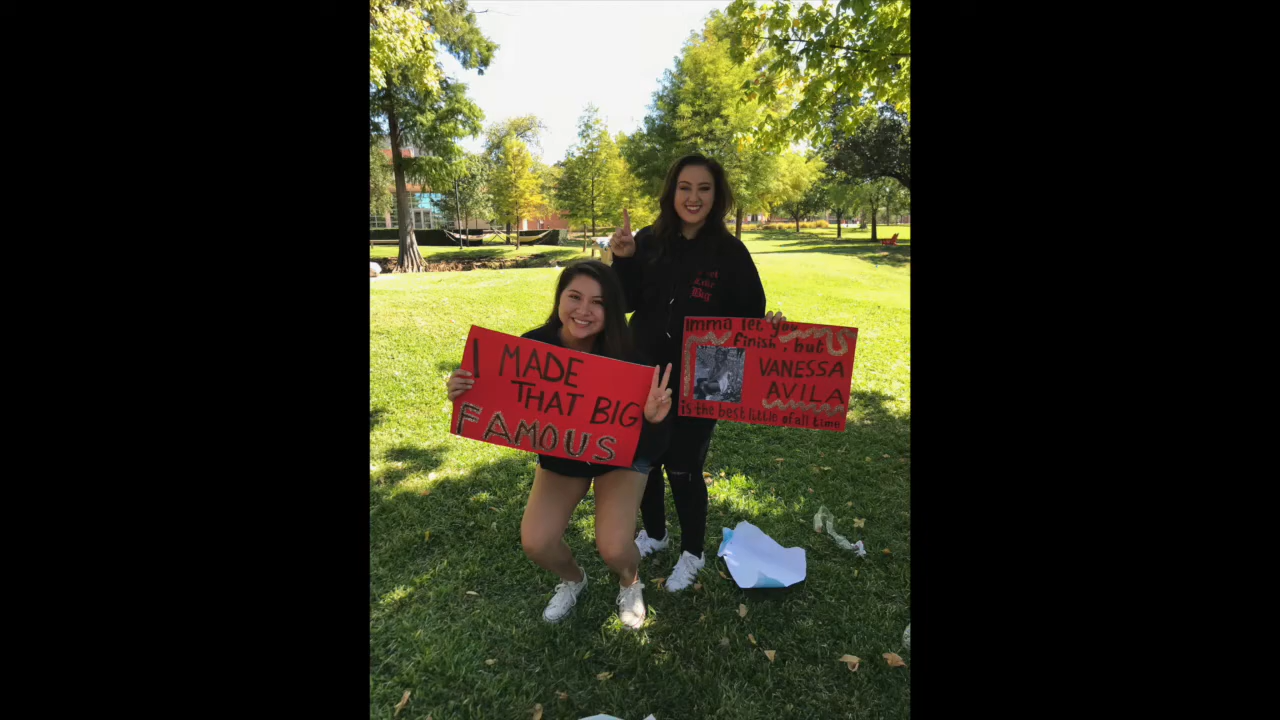 I MADE
THAT BIG
FAMOUS
Imma let you
finish, but
VANESSA
AVILA
is the best little of all time